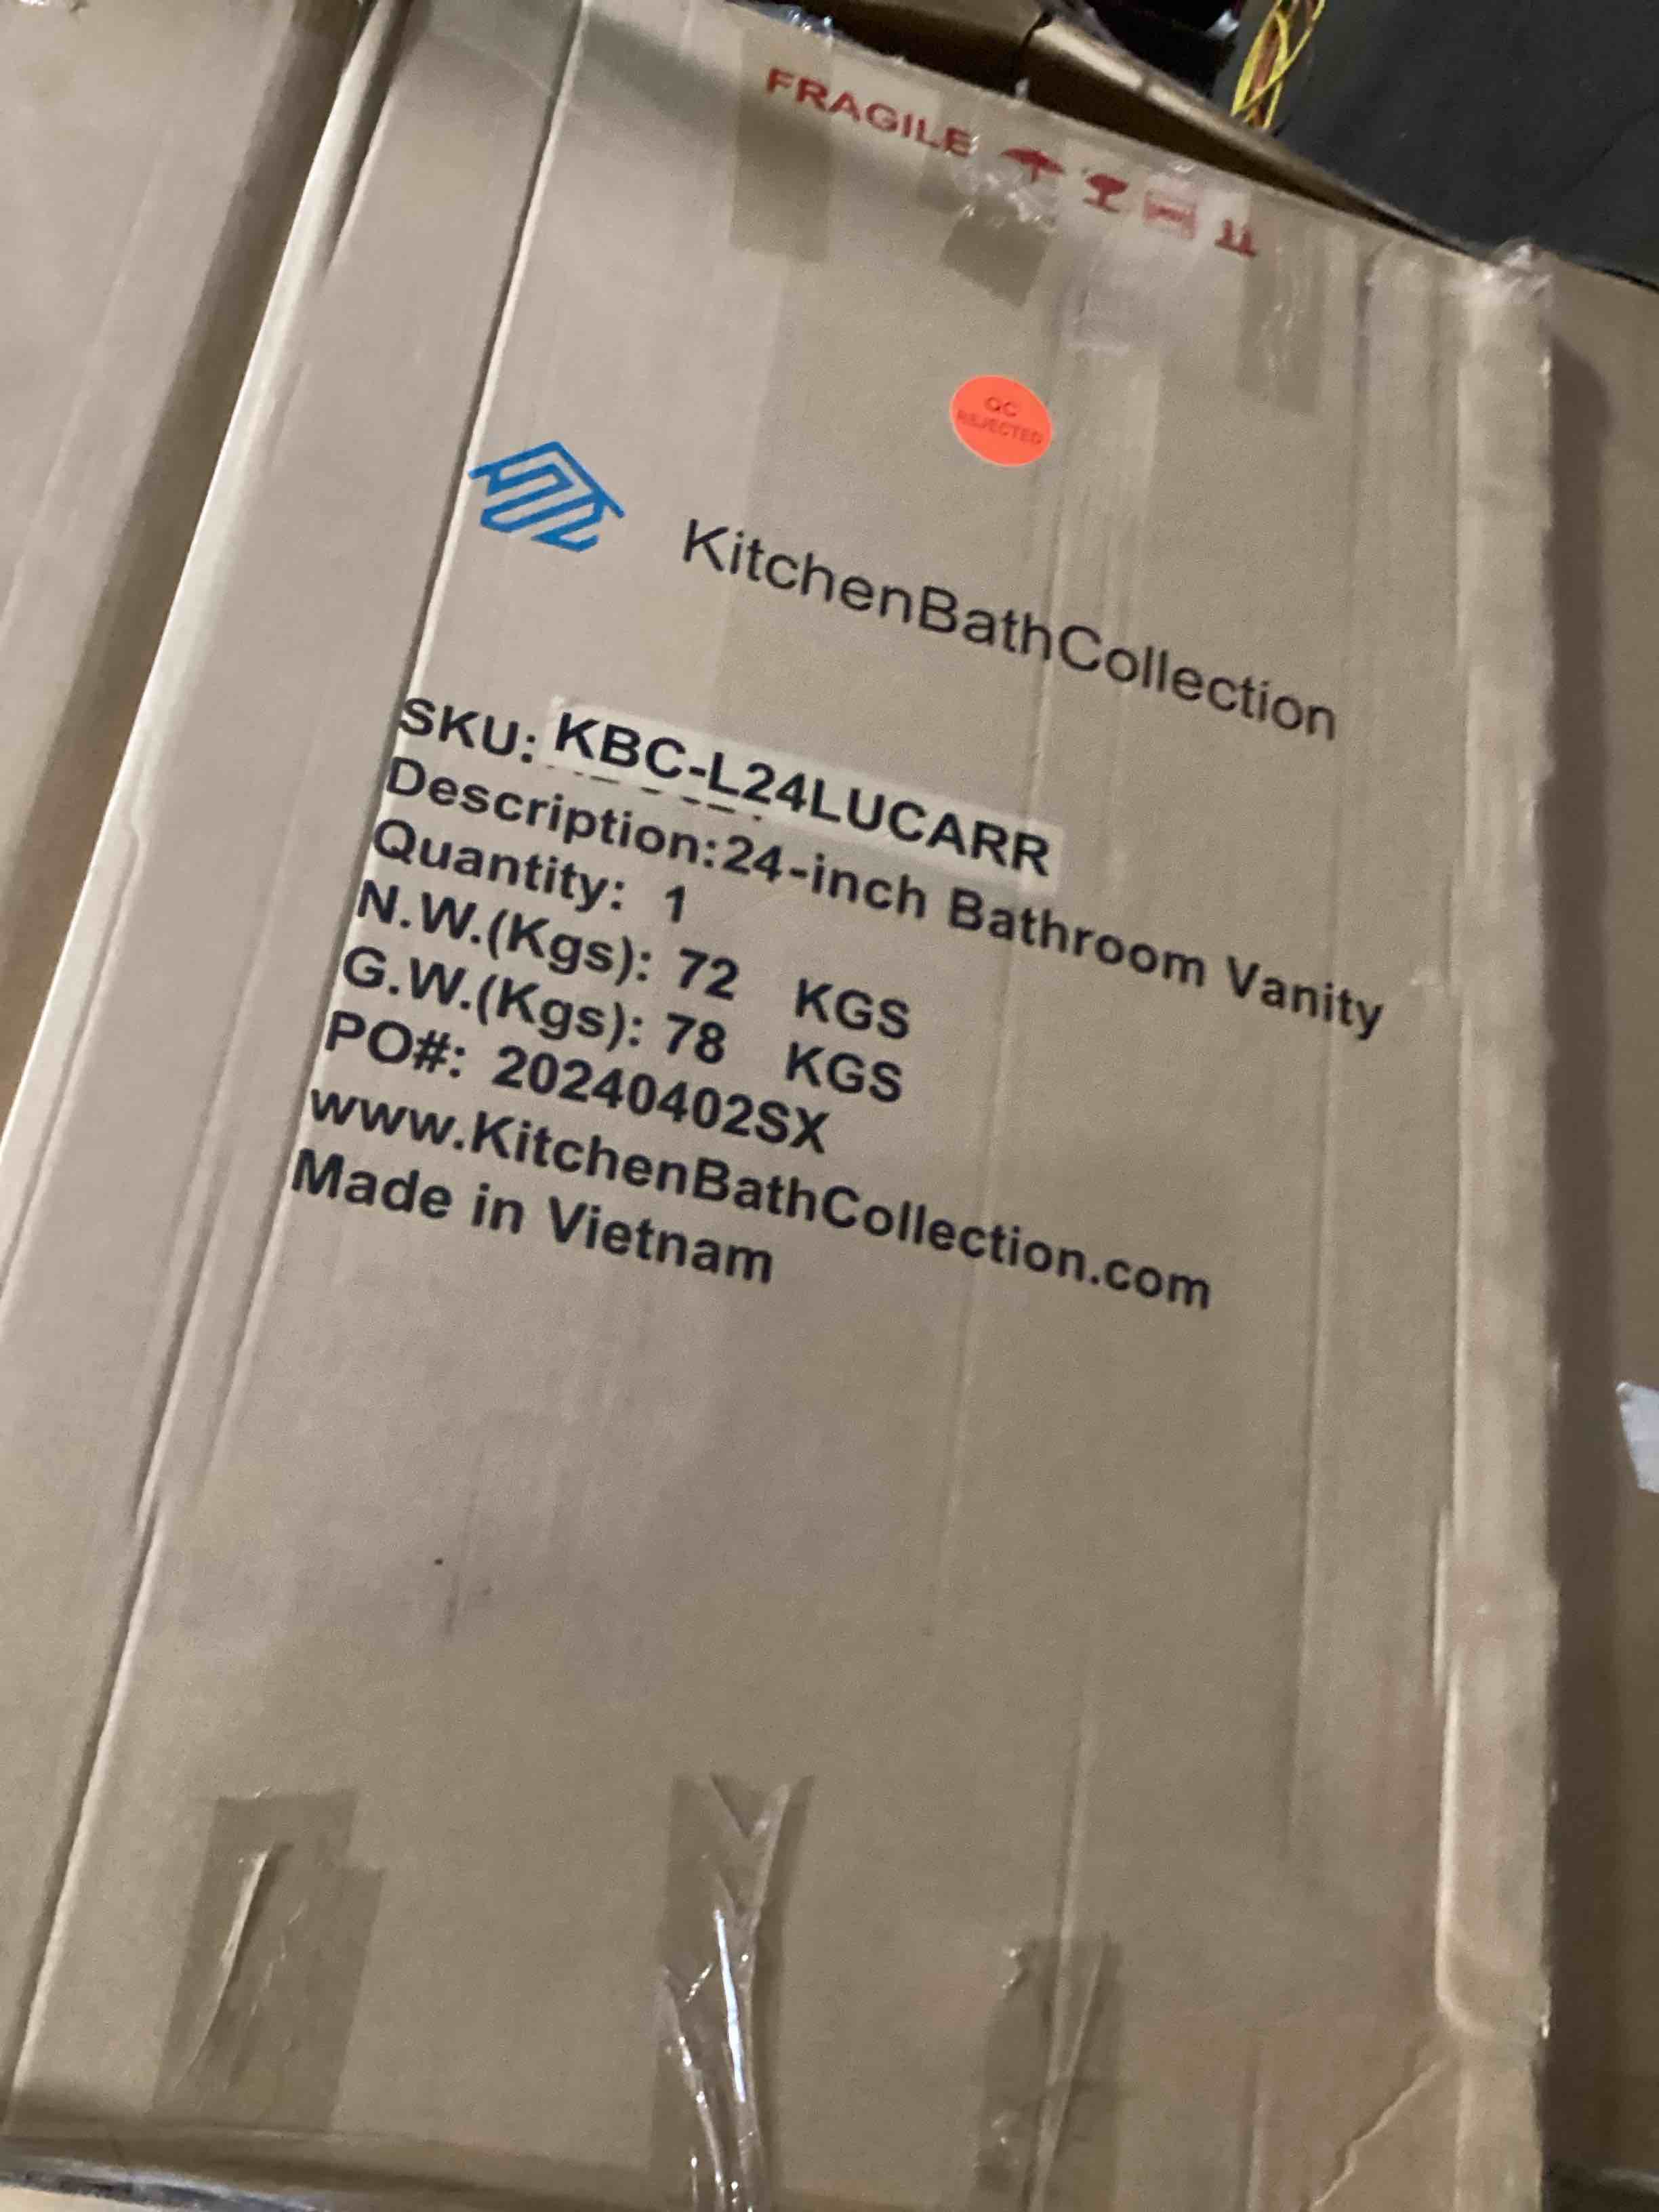 FRAGILE
QC
REJECTED
KitchenBathCollection
SKU: KBC-L24LUCARR
Description:24-inch Bathroom Vanity
Quantity: 1
N.W.(Kgs): 72 KGS
G.W.(Kgs): 78 KGS
PO#: 20240402SX
www.KitchenBathCollection.com
Made in Vietnam